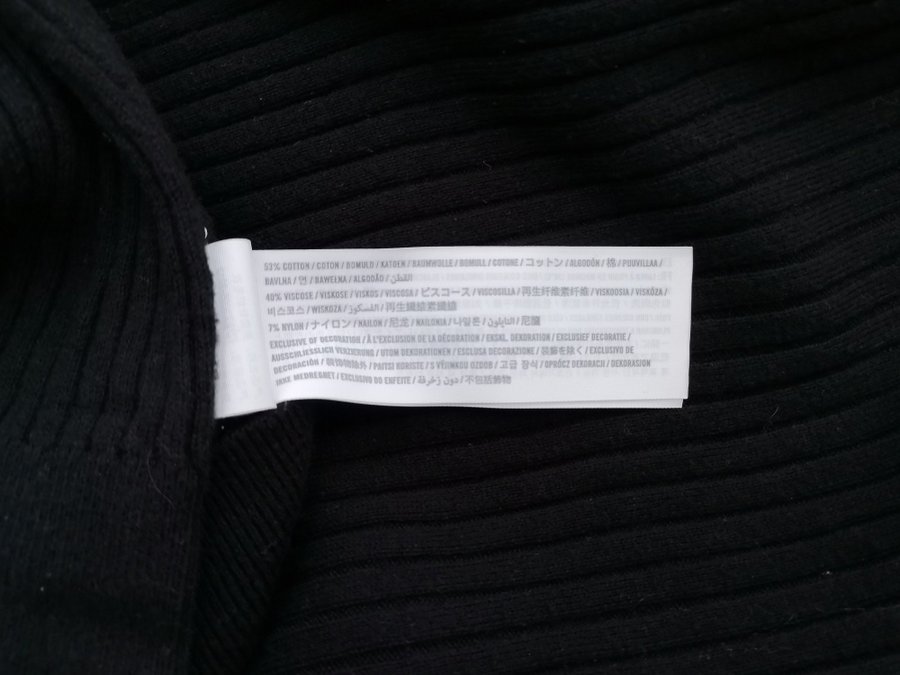 53% COTTON / COTON / BOMULD / KATOEN / BAUMWOLLE / BOMULL / COTONE / コットン / ALGODÓN / 棉 / PUUVILLAA /
BAVLNA / 면 / BAWEŁNA / ALGODÃO / القطن
40% VISCOSE / VISKOSE / VISKOS / VISCOSA / ビスコース / VISCOSILLA / 再生纤维素纤维 / VISKOOSIA / VISKÓZA /
비스코스 / WISKOZA / الفسكوز / 再生纖維素纖維
7% NYLON / ナイロン / NAILON / 尼龙 / NAILONIA / 나일론 / النايلون / 尼龍
EXCLUSIVE OF DECORATION / À L'EXCLUSION DE LA DÉCORATION / EKSKL. DEKORATION / EXCLUSIEF DECORATIE /
AUSSCHLIESSLICH VERZIERUNG / UTOM DEKORATIONEN / ESCLUSA DECORAZIONE / 装飾を除く / EXCLUSIVO DE
DECORACIÓN / 装饰物除外 / PAITSI KORISTE / S VÝJIMKOU OZDOB / 고급 장식 / OPRÓCZ DEKORACJI / DEKORASJON
IKKE MEDREGNET / EXCLUSIVO DO ENFEITE / دون زخرفة / 不包括飾物